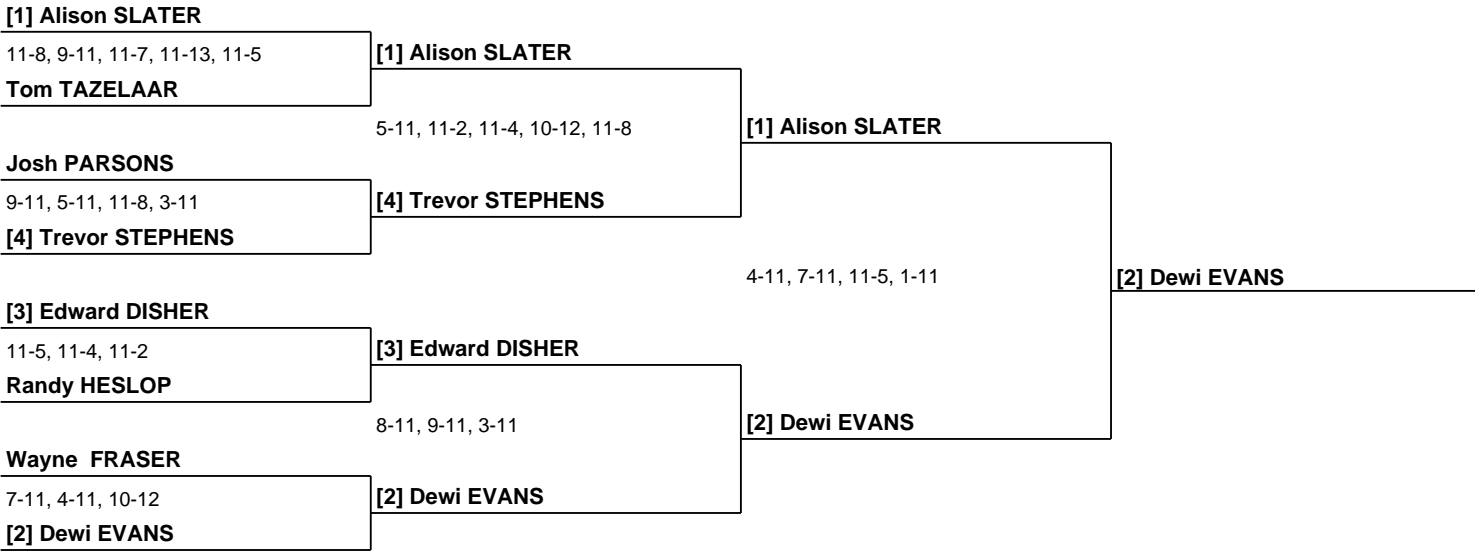 [1] Alison SLATER
11-8, 9-11, 11-7, 11-13, 11-5
[1] Alison SLATER
Tom TAZELAAR
5-11, 11-2, 11-4, 10-12, 11-8
[1] Alison SLATER
Josh PARSONS
9-11, 5-11, 11-8, 3-11
[4] Trevor STEPHENS
[4] Trevor STEPHENS
4-11, 7-11, 11-5, 1-11
[2] Dewi EVANS
[3] Edward DISHER
11-5, 11-4, 11-2
[3] Edward DISHER
Randy HESLOP
8-11, 9-11, 3-11
[2] Dewi EVANS
Wayne  FRASER
7-11, 4-11, 10-12
[2] Dewi EVANS
[2] Dewi EVANS